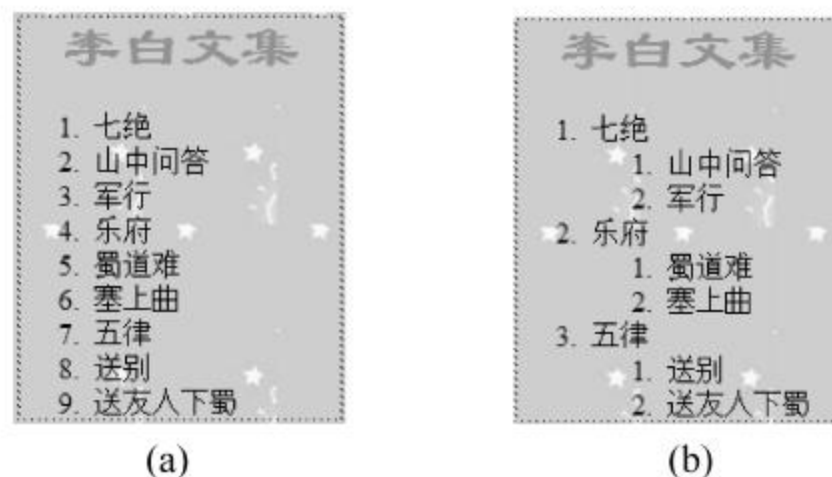 李白文集
1. 七绝
2. 山中问答
3. 军行
4. 乐府
5. 蜀道难
6. 塞上曲
7. 五律
8. 送别
9. 送友人下蜀
(a)
李白文集
1. 七绝
1. 山中问答
2. 军行
2. 乐府
1. 蜀道难
2. 塞上曲
3. 五律
1. 送别
2. 送友人下蜀
(b)